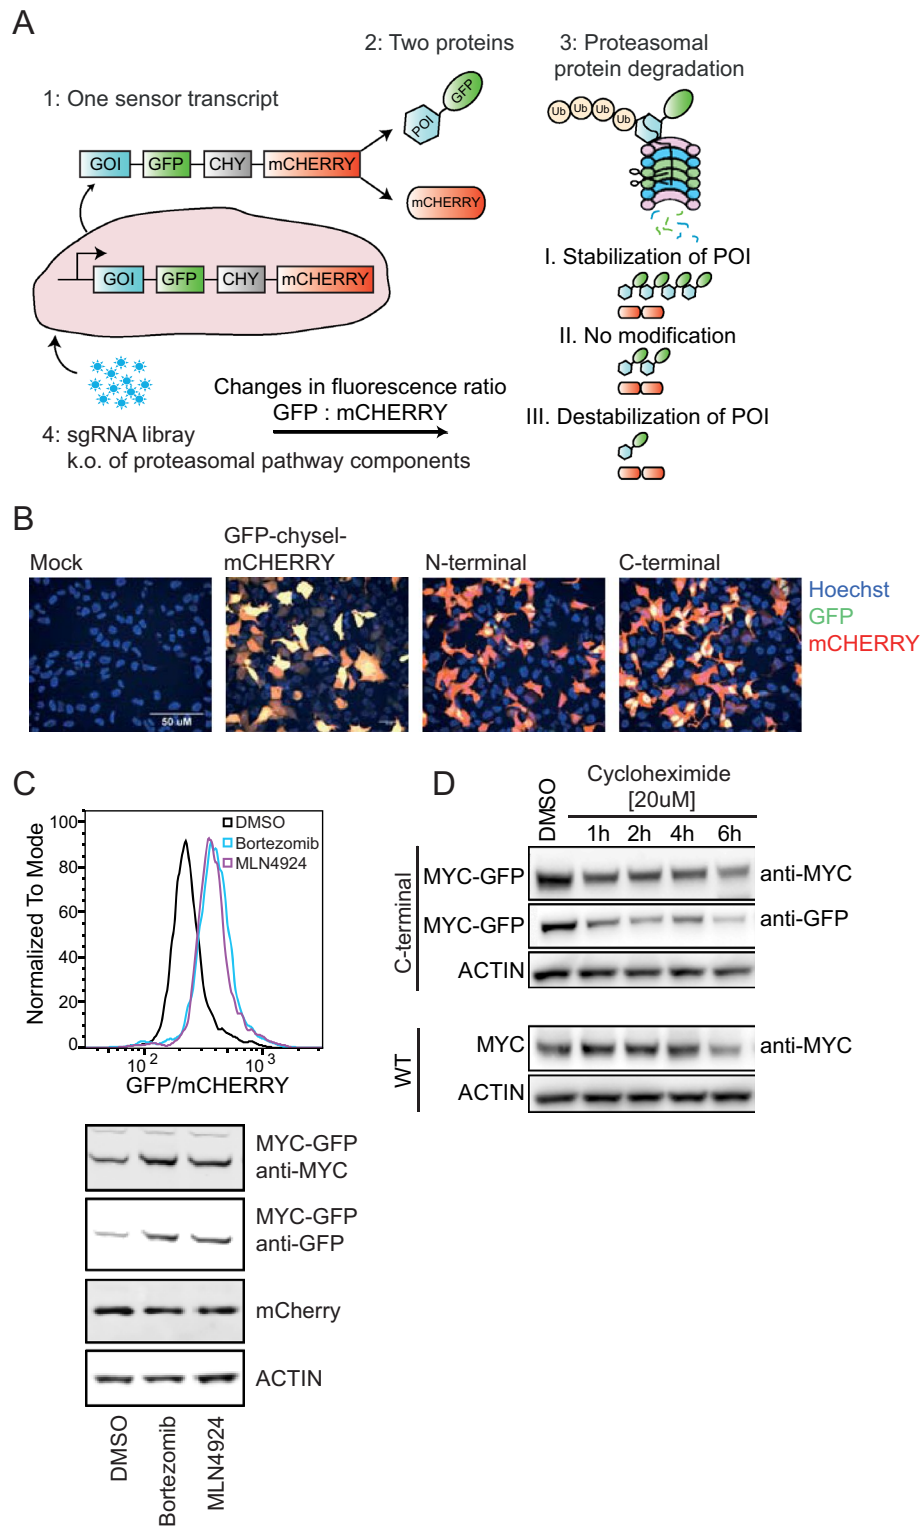 A
1: One sensor transcript
2: Two proteins
3: Proteasomal
protein degradation
GOI GFP CHY mCHERRY
POI GFP
mCHERRY
Ub Ub Ub Ub
GOI GFP CHY mCHERRY
I. Stabilization of POI
II. No modification
III. Destabilization of POI
Changes in fluorescence ratio
GFP : mCHERRY
4: sgRNA libray
k.o. of proteasomal pathway components
B
Mock
GFP-chysel-
mCHERRY
N-terminal
C-terminal
Hoechst
GFP
mCHERRY
50 uM
C
Normalized To Mode
100
80
60
40
20
0
DMSO
Bortezomib
MLN4924
10 2
10 3
GFP/mCHERRY
MYC-GFP
anti-MYC
MYC-GFP
anti-GFP
mCherry
ACTIN
DMSO
Bortezomib
MLN4924
D
DMSO
Cycloheximide
[20uM]
1h 2h 4h 6h
C-terminal
MYC-GFP anti-MYC
MYC-GFP anti-GFP
ACTIN
WT
MYC anti-MYC
ACTIN